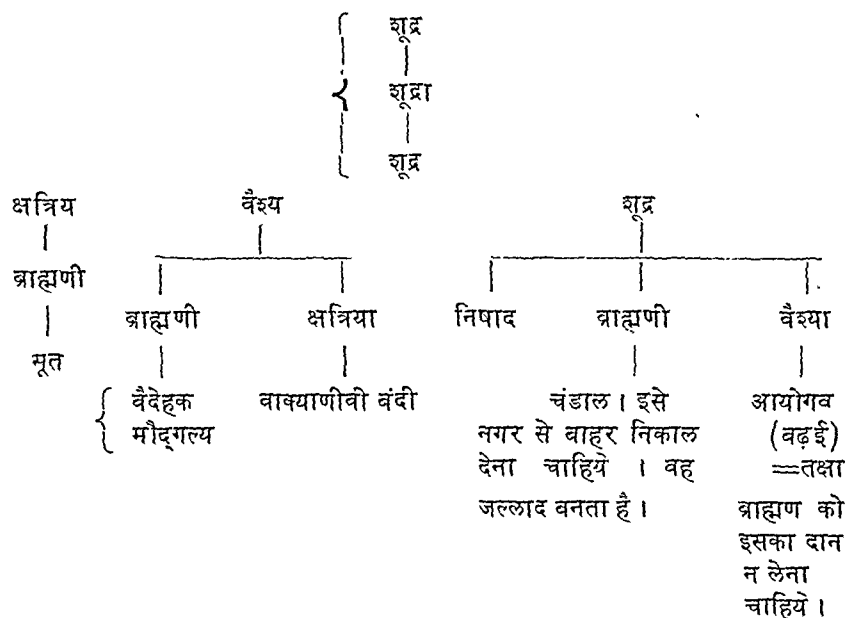 शूद्र
शूद्रा
शूद्र
क्षत्रिय वैश्य शूद्र
ब्राह्मणी
ब्राह्मणी क्षत्रिया निषाद ब्राह्मणी वैश्या
सूत
वैदेहक वाक्याणीवी वंदी चंडाल । इसे आयोगव
मौद्गल्य नगर से बाहर निकाल (बढ़ई)
देना चाहिये । वह =तक्षा
जल्लाद बनता है । ब्राह्मण को
इसका दान
न लेना
चाहिये ।